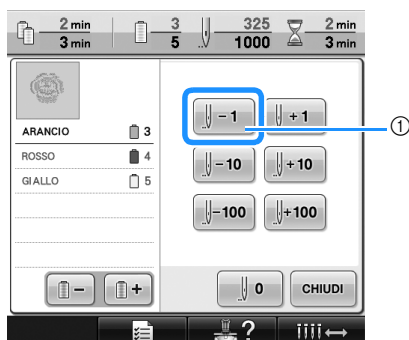 2 min 3 325 2 min
3 min 5 1000 3 min
ARANCIO 3
ROSSO 4
GIALLO 5
- 1 + 1
- 10 + 10
-100 +100
- + 0 CHIUDI
?
①